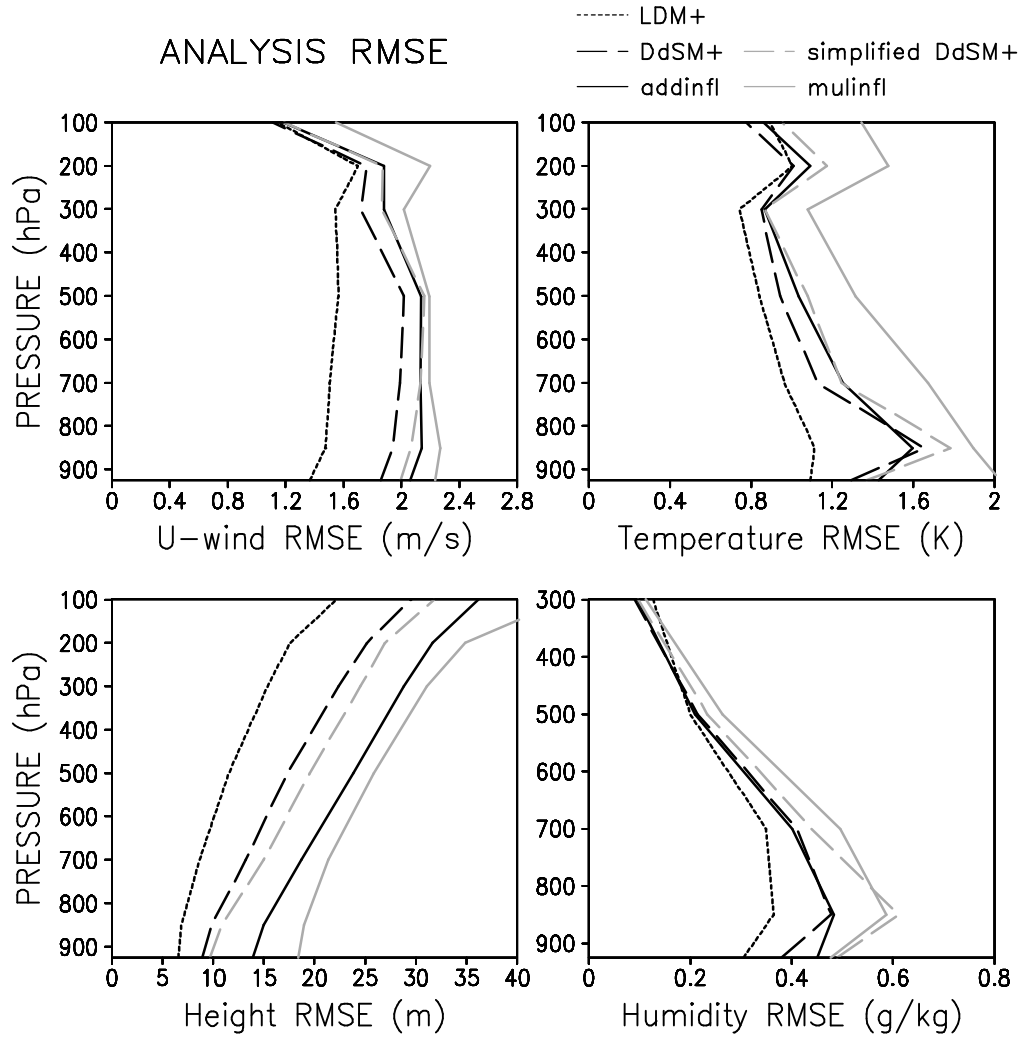 LDM+
ANALYSIS RMSE
DdSM+ simplified DdSM+
addinfl mulinfl
100
200
300
400
500
600
700
800
900
PRESSURE (hPa)
0 0.4 0.8 1.2 1.6 2 2.4 2.8
U-wind RMSE (m/s)
100
200
300
400
500
600
700
800
900
0 0.4 0.8 1.2 1.6 2
Temperature RMSE (K)
100
200
300
400
500
600
700
800
900
PRESSURE (hPa)
0 5 10 15 20 25 30 35 40
Height RMSE (m)
300
400
500
600
700
800
900
0 0.2 0.4 0.6 0.8
Humidity RMSE (g/kg)